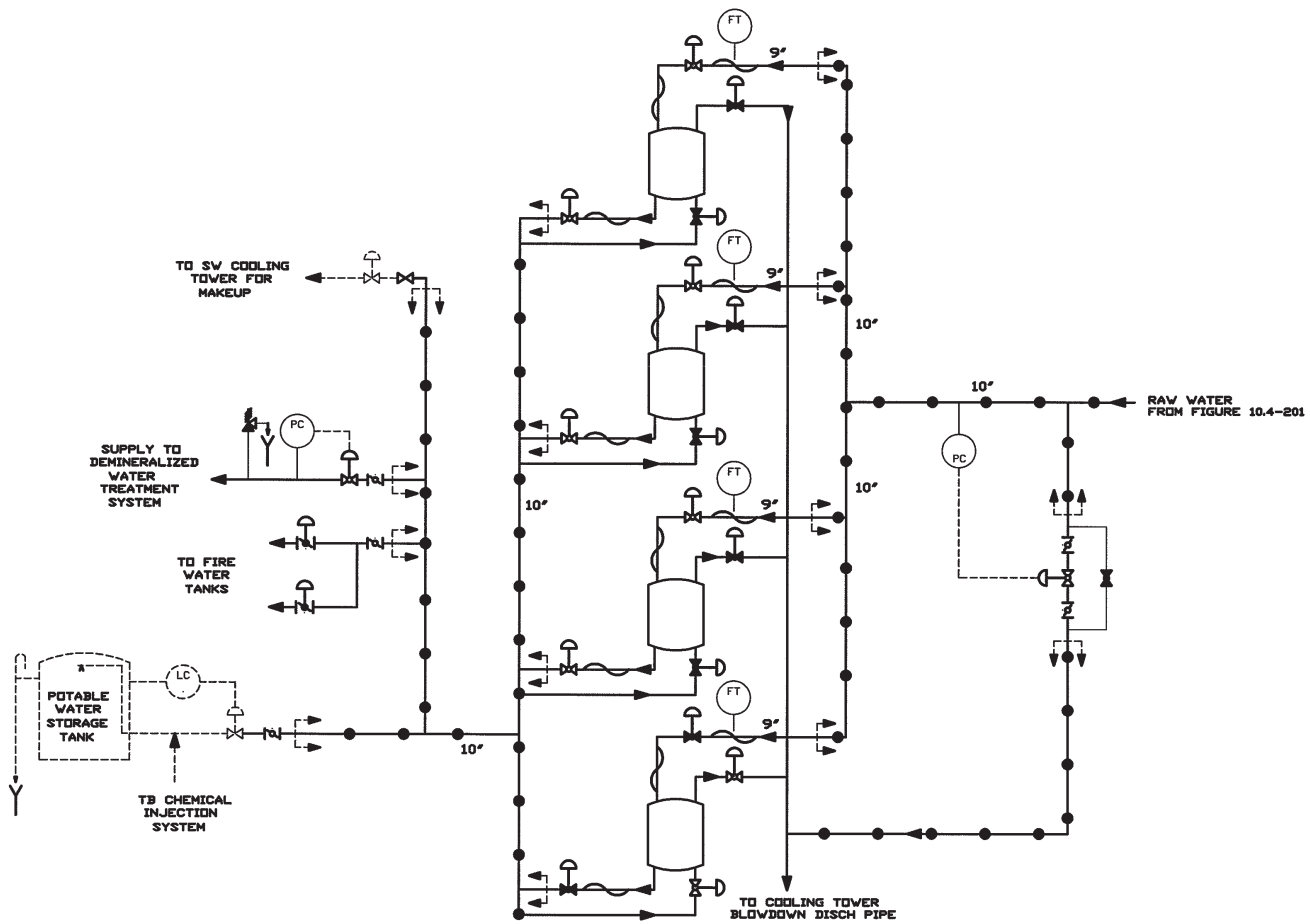 FT
9"
FT
9"
TO SW COOLING
TOWER FOR
MAKEUP
10"
10"
RAW WATER
FROM FIGURE 10.4-201
PC
PC
SUPPLY TO
DEMINERALIZED
WATER
TREATMENT
SYSTEM
FT
9"
10"
10"
TO FIRE
WATER
TANKS
LC
POTABLE
WATER
STORAGE
TANK
FT
9"
10"
TB CHEMICAL
INJECTION
SYSTEM
TO COOLING TOWER
BLOWDOWN DISCH PIPE